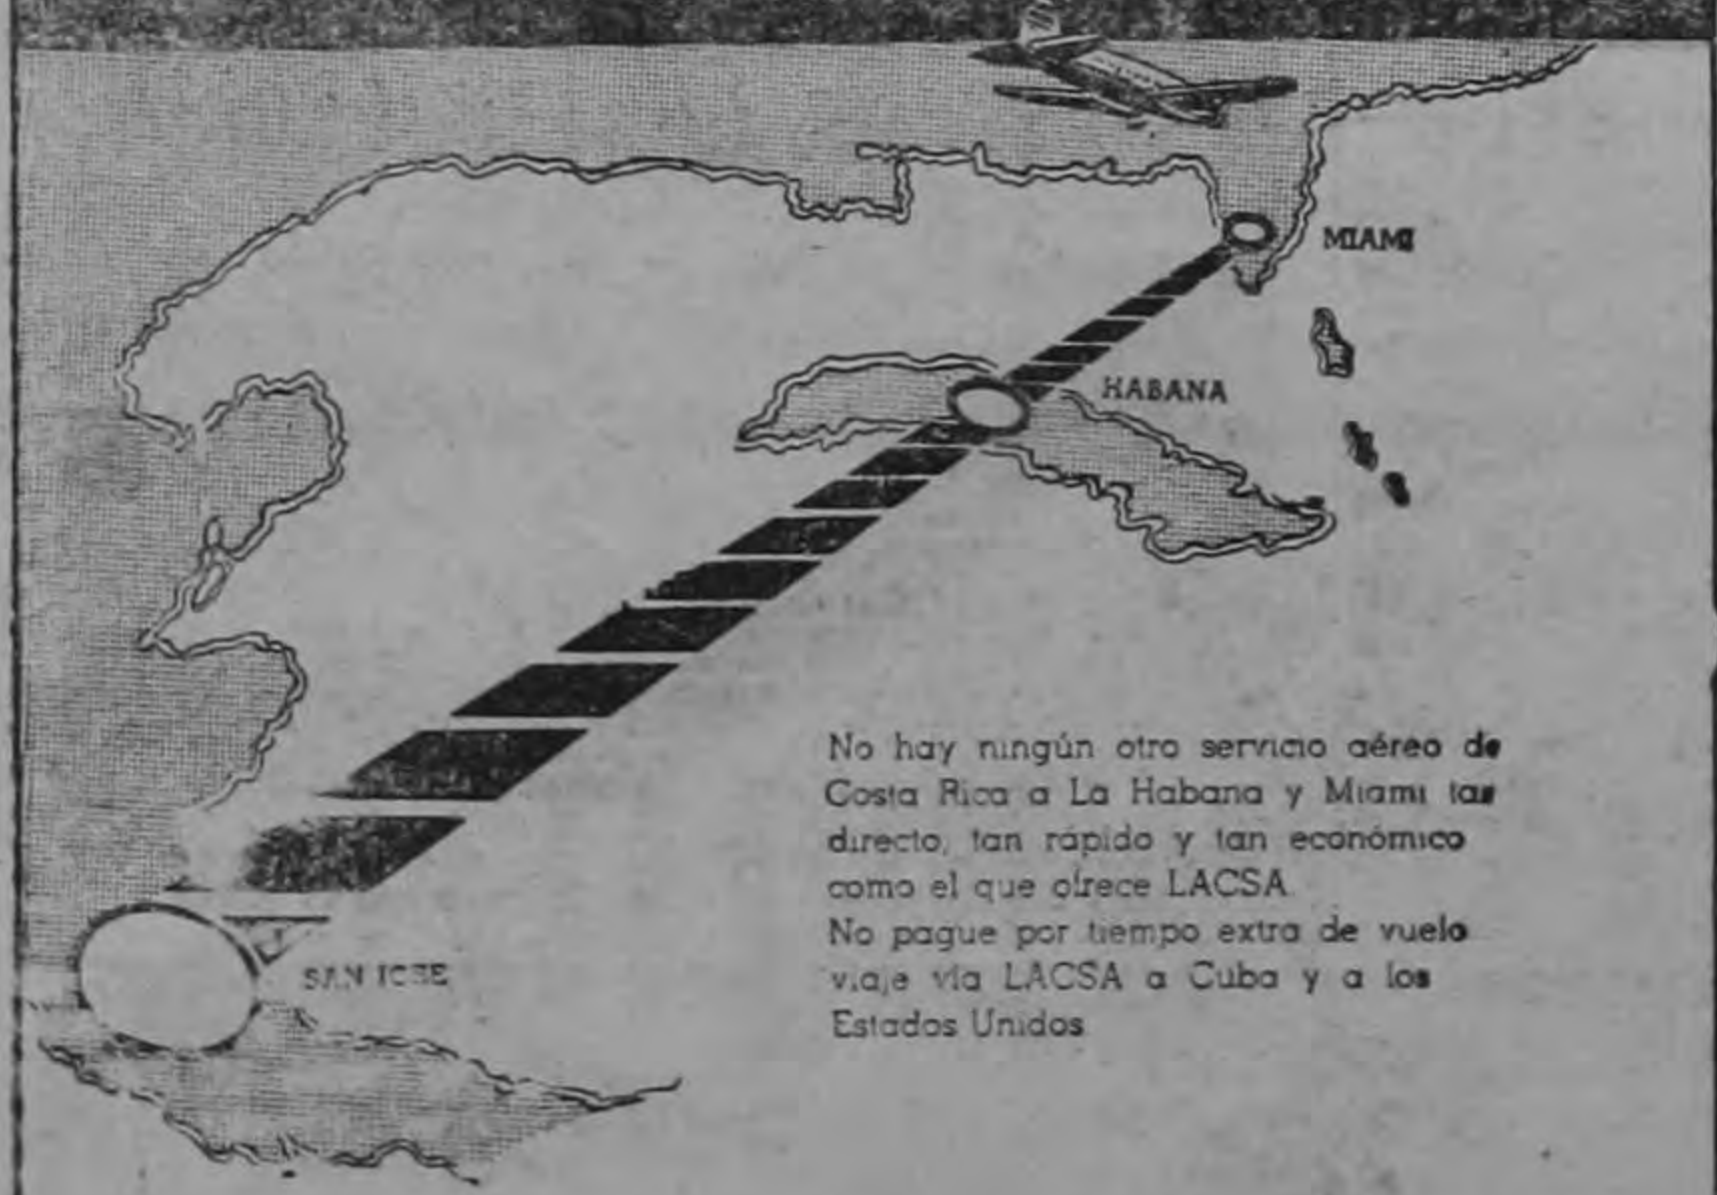 MIAMI
HABANA
No hay ningún otro servicio aéreo de
Costa Rica a La Habana y Miami tan
directo, tan rápido y tan económico
como el que ofrece LACSA.
No pague por tiempo extra de vuelo
viaje vía LACSA a Cuba y a los
Estados Unidos
SAN JOSE